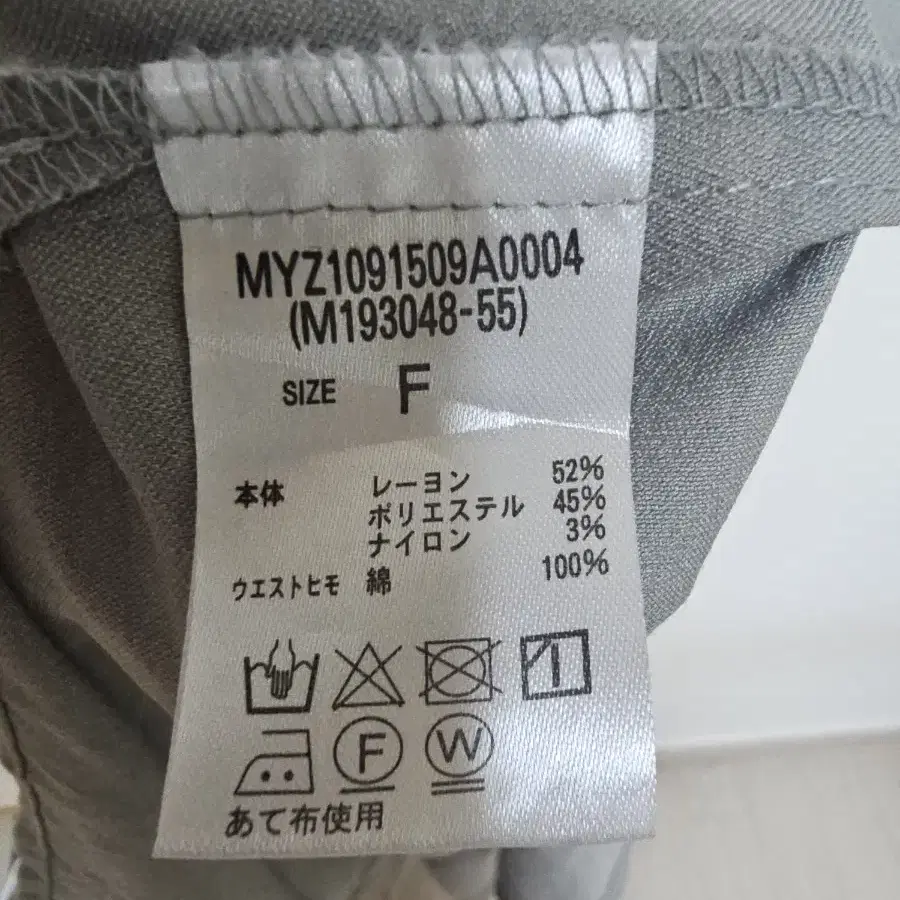 MYZ1091509A0004
(M193048-55)
SIZE F
本体 レーヨン 52%
ポリエステル 45%
ナイロン 3%
ウエストヒモ 綿 100%
F W
あて布使用